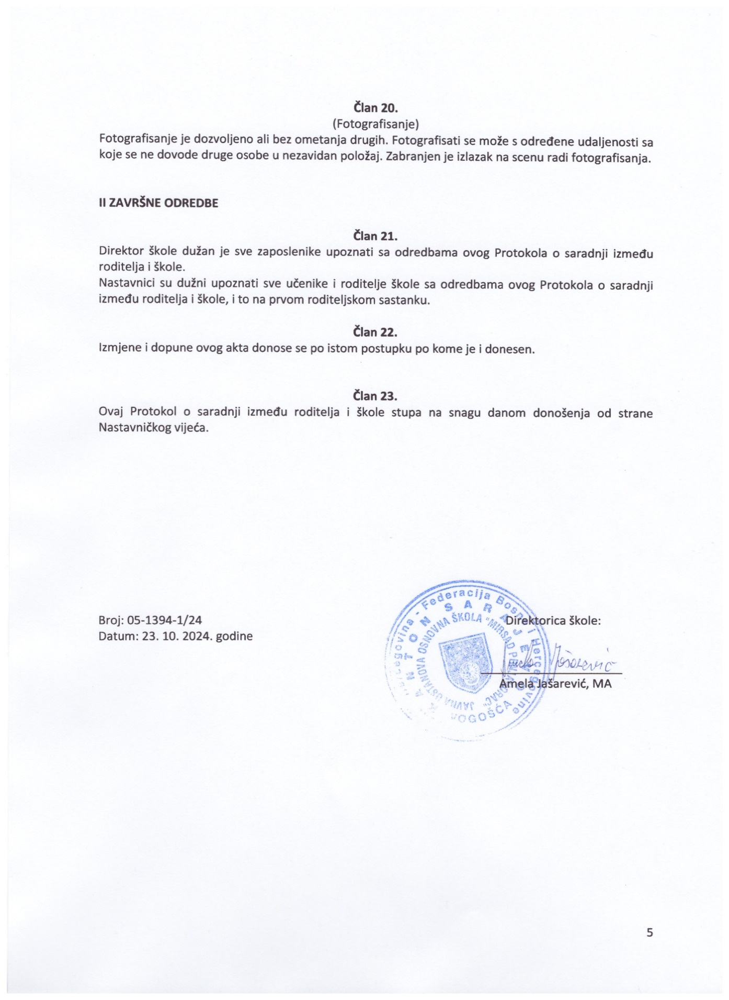 Član 20.
(Fotografisanje)
Fotografisanje je dozvoljeno ali bez ometanja drugih. Fotografisati se može s određene udaljenosti sa
koje se ne dovode druge osobe u nezavidan položaj. Zabranjen je izlazak na scenu radi fotografisanja.
II ZAVRŠNE ODREDBE
Član 21.
Direktor škole dužan je sve zaposlenike upoznati sa odredbama ovog Protokola o saradnji između
roditelja i škole.
Nastavnici su dužni upoznati sve učenike i roditelje škole sa odredbama ovog Protokola o saradnji
između roditelja i škole, i to na prvom roditeljskom sastanku.
Član 22.
Izmjene i dopune ovog akta donose se po istom postupku po kome je i donesen.
Član 23.
Ovaj Protokol o saradnji između roditelja i škole stupa na snagu danom donošenja od strane
Nastavničkog vijeća.
Broj: 05-1394-1/24
Datum: 23. 10. 2024. godine
Direktorica škole:
Jašarević
Amela Jašarević, MA
Federacija Bosne i Hercegovine
KANTON SARAJEVO
JAVNA USTANOVA OSNOVNA ŠKOLA "MIRSAD
5